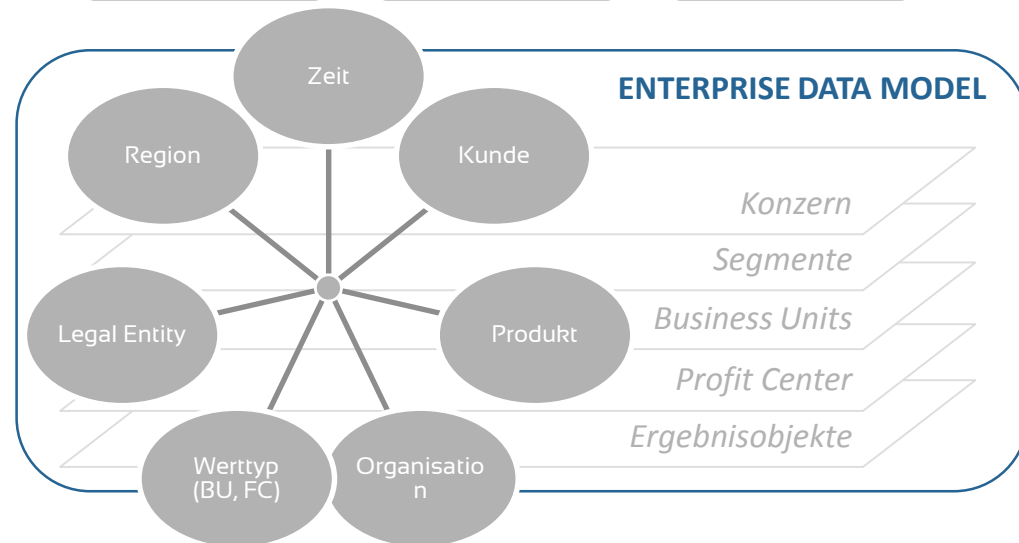 Zeit
ENTERPRISE DATA MODEL
Region
Kunde
Konzern
Segmente
Legal Entity
Produkt
Business Units
Profit Center
Ergebnisobjekte
Werttyp
(BU, FC)
Organisatio
n